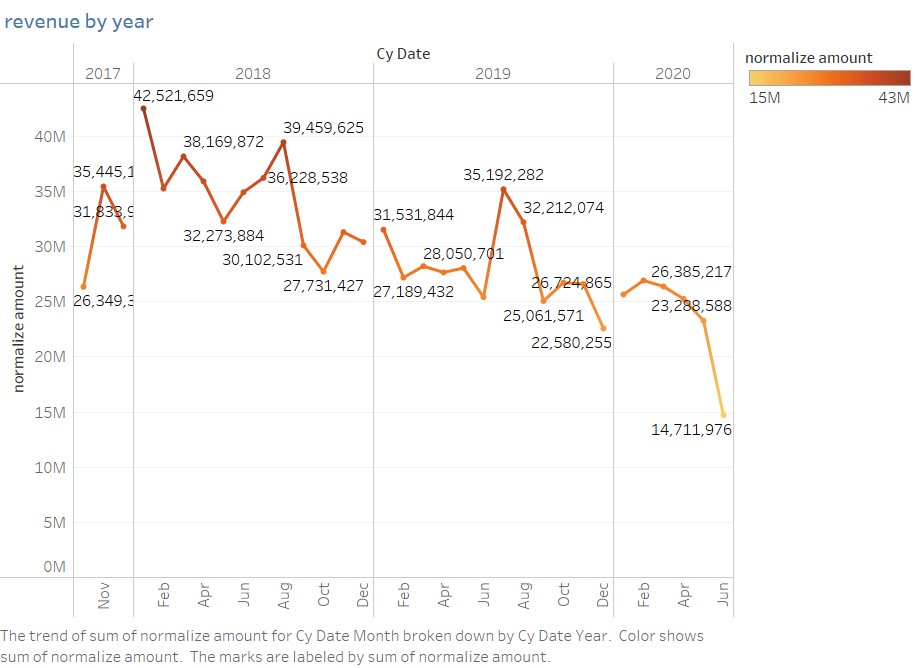 revenue by year
Cy Date
normalize amount
15M 43M
2017 2018 2019 2020
normalize amount
40M
35M
30M
25M
20M
15M
10M
5M
0M
35,445,1
31,833,9
26,349,3
42,521,659
38,169,872
39,459,625
36,228,538
32,273,884
30,102,531
27,731,427
31,531,844
27,189,432
28,050,701
35,192,282
32,212,074
26,724,865
25,061,571
22,580,255
26,385,217
23,288,588
14,711,976
Nov Feb Apr Jun Aug Oct Dec Feb Apr Jun Aug Oct Dec Feb Apr Jun
The trend of sum of normalize amount for Cy Date Month broken down by Cy Date Year. Color shows
sum of normalize amount. The marks are labeled by sum of normalize amount.